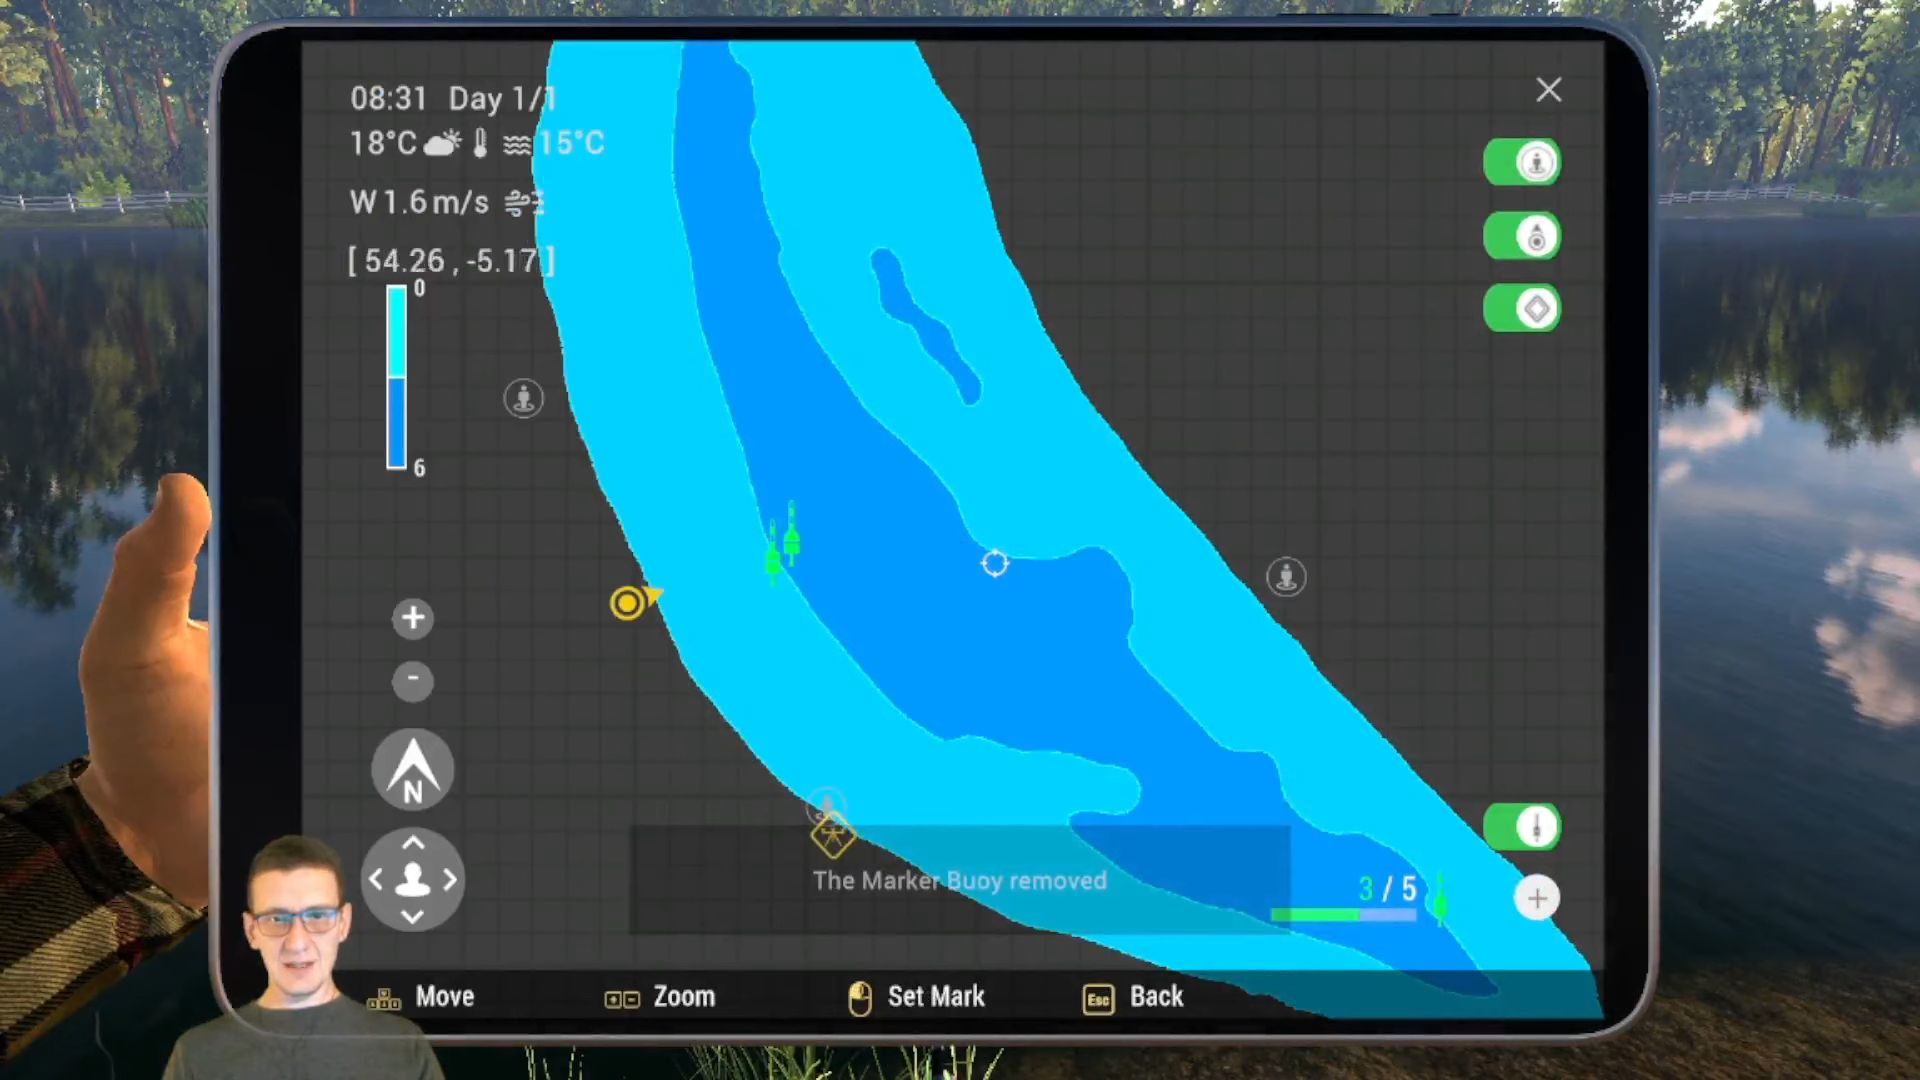 08:31 Day 1/1
18°C 15°C
W 1.6 m/s
[ 54.26 , -5.17 ]
0
6
+
-
N
The Marker Buoy removed
3 / 5
+
Move
Zoom
Set Mark
Esc Back